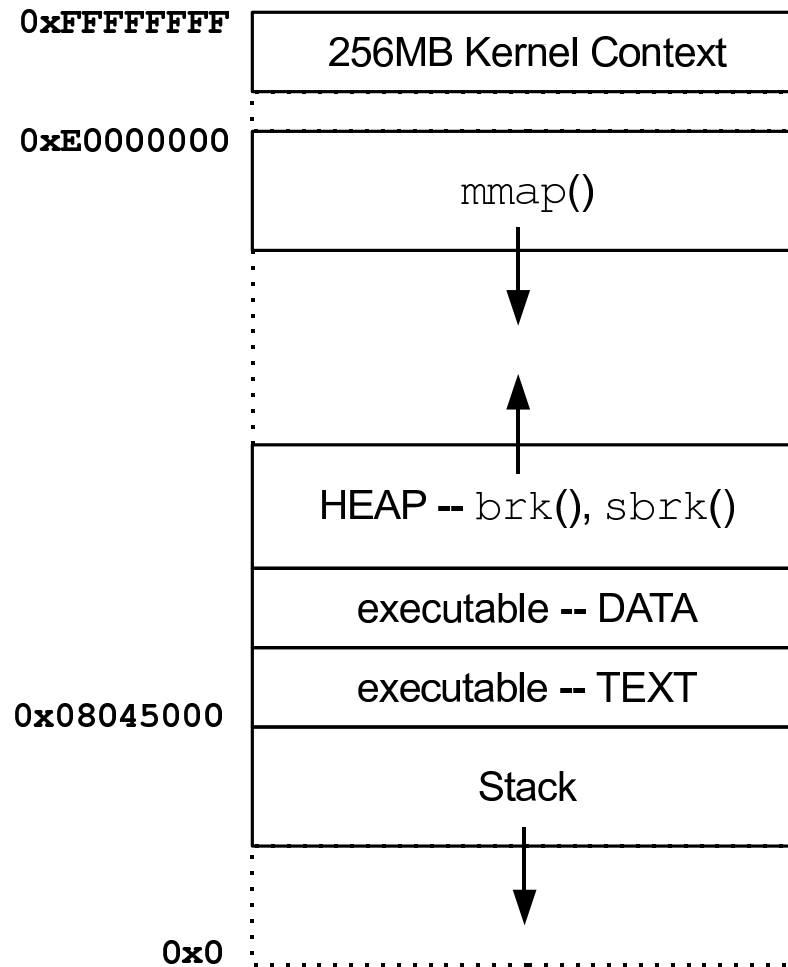 0xFFFFFFFF
256MB Kernel Context
0xE0000000
mmap()
HEAP -- brk(), sbrk()
executable -- DATA
executable -- TEXT
0x08045000
Stack
0x0